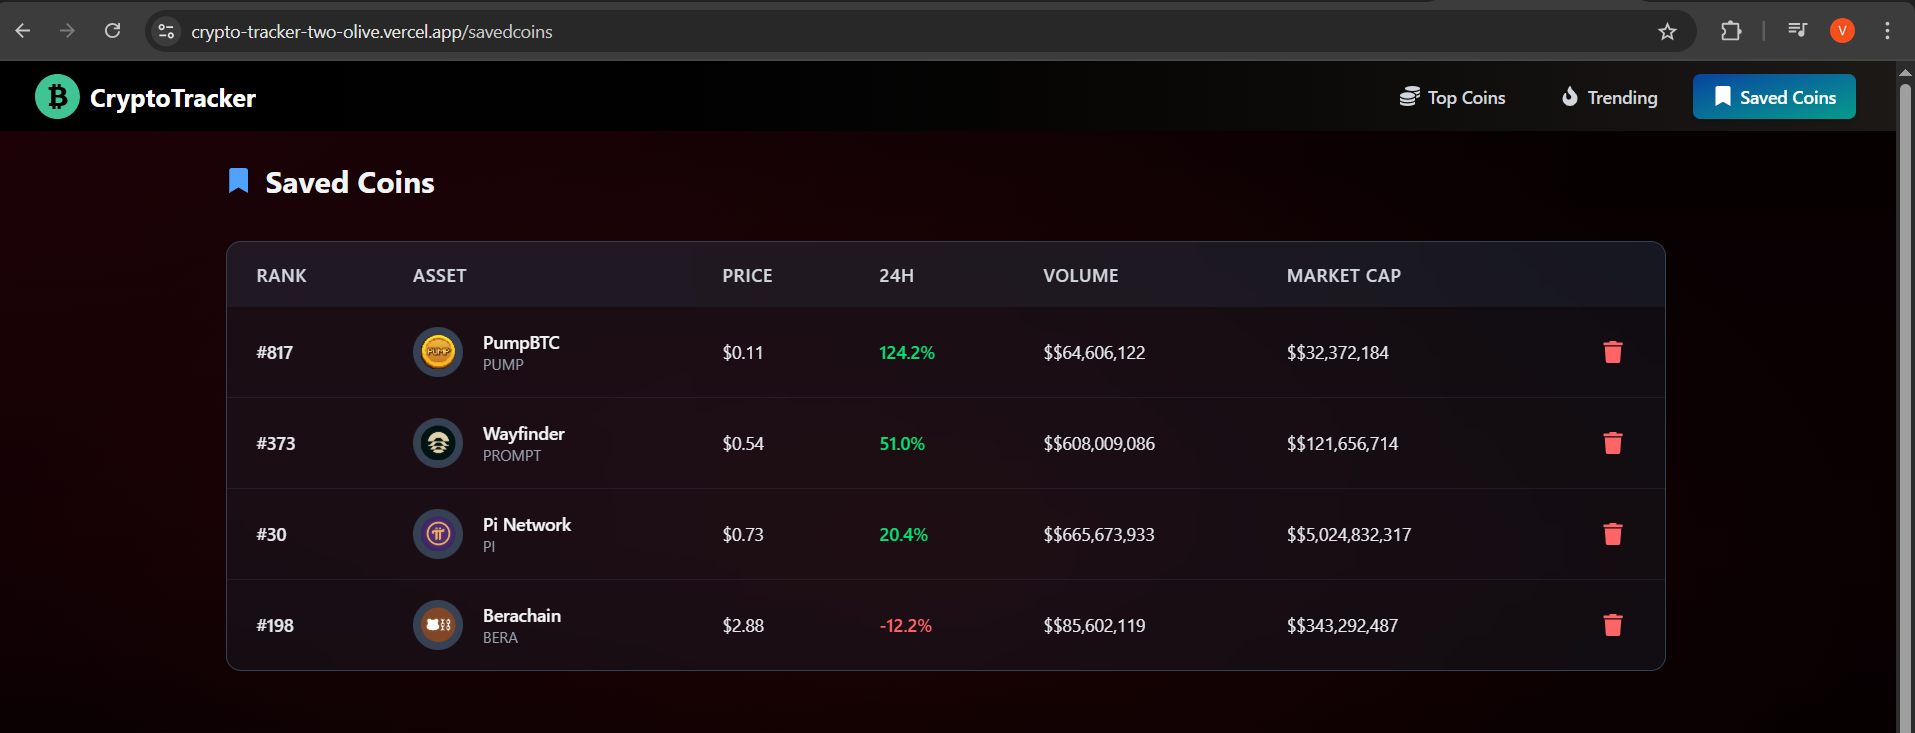 crypto-tracker-two-olive.vercel.app/savedcoins
V
CryptoTracker
Top Coins
Trending
Saved Coins
Saved Coins
RANK ASSET PRICE 24H VOLUME MARKET CAP
#817 PumpBTC $0.11 124.2% $$64,606,122 $$32,372,184
PUMP
PUMP
#373 Wayfinder $0.54 51.0% $$608,009,086 $$121,656,714
PROMPT
#30 Pi Network $0.73 20.4% $$665,673,933 $$5,024,832,317
PI
#198 Berachain $2.88 -12.2% $$85,602,119 $$343,292,487
BERA